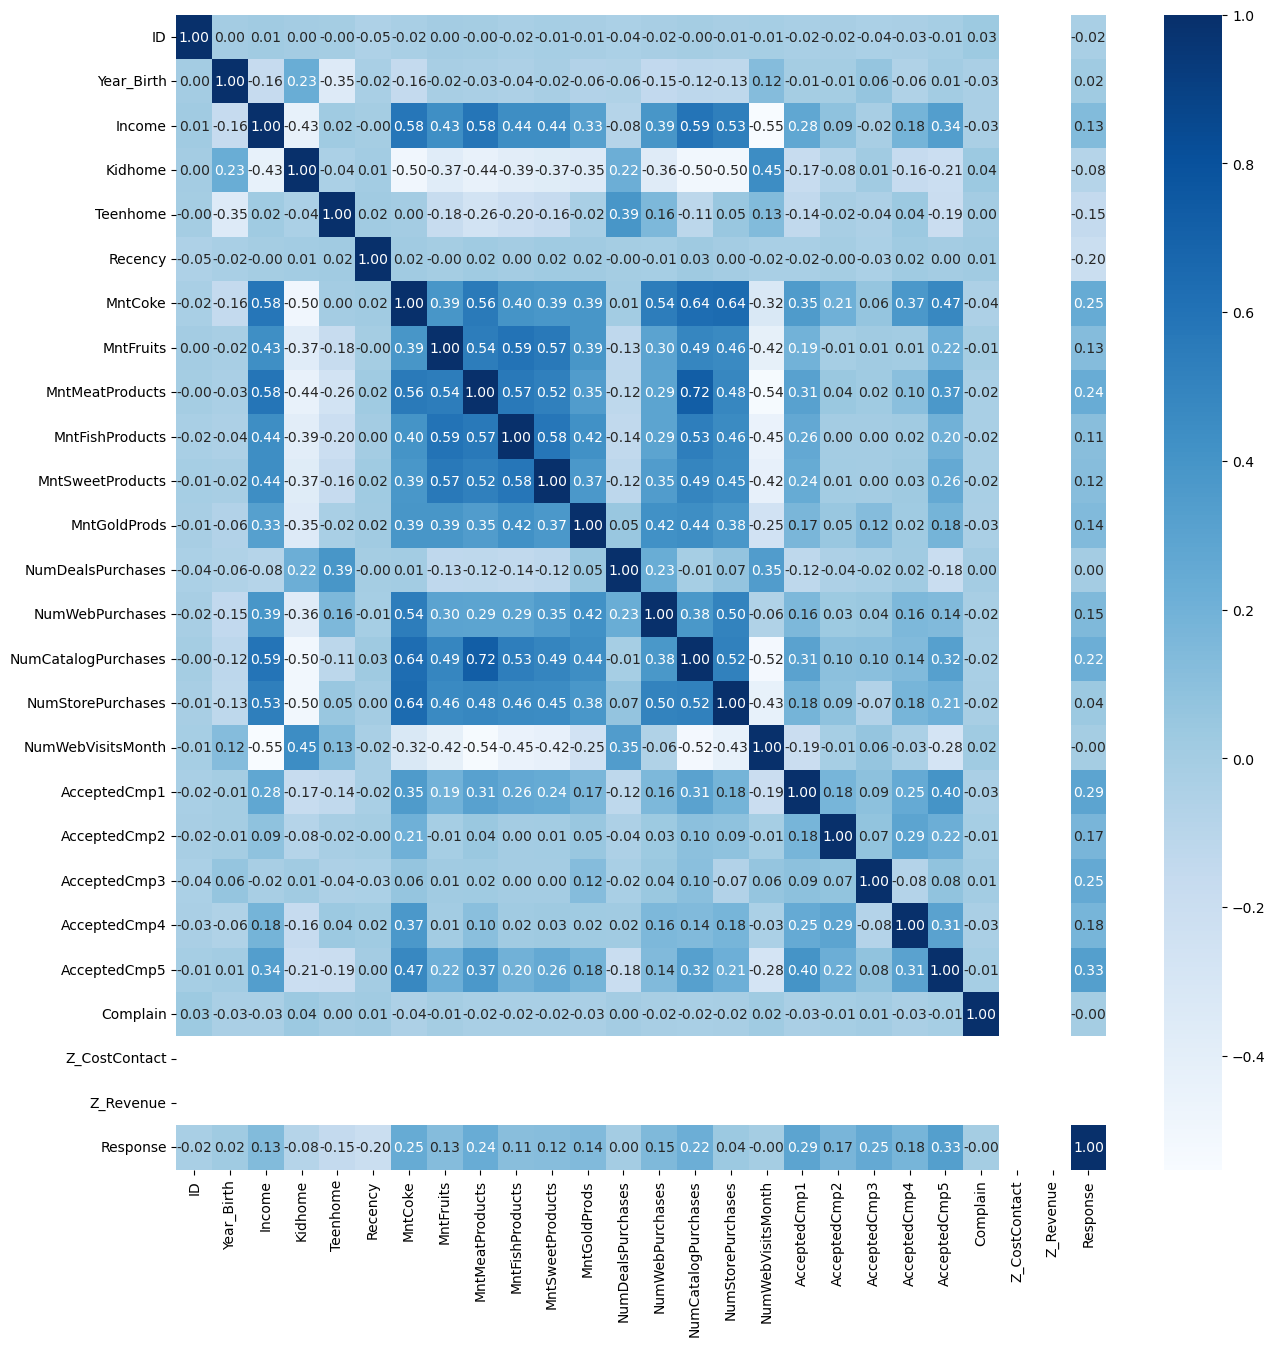 ID 1.00 0.00 0.01 0.00 -0.00 -0.05 -0.02 0.00 -0.00 -0.02 -0.01 -0.01 -0.04 -0.02 -0.00 -0.01 -0.01 -0.02 -0.02 -0.04 -0.03 -0.01 0.03 -0.02
Year_Birth 0.00 1.00 -0.16 0.23 -0.35 -0.02 -0.16 -0.02 -0.03 -0.04 -0.02 -0.06 -0.06 -0.15 -0.12 -0.13 0.12 -0.01 -0.01 0.06 -0.06 0.01 -0.03 0.02
Income 0.01 -0.16 1.00 -0.43 0.02 -0.00 0.58 0.43 0.58 0.44 0.44 0.33 -0.08 0.39 0.59 0.53 -0.55 0.28 0.09 -0.02 0.18 0.34 -0.03 0.13
Kidhome 0.00 0.23 -0.43 1.00 -0.04 0.01 -0.50 -0.37 -0.44 -0.39 -0.37 -0.35 0.22 -0.36 -0.50 -0.50 0.45 -0.17 -0.08 0.01 -0.16 -0.21 0.04 -0.08
Teenhome -0.00 -0.35 0.02 -0.04 1.00 0.02 0.00 -0.18 -0.26 -0.20 -0.16 -0.02 0.39 0.16 -0.11 0.05 0.13 -0.14 -0.02 -0.04 0.04 -0.19 0.00 -0.15
Recency -0.05 -0.02 -0.00 0.01 0.02 1.00 0.02 -0.00 0.02 0.00 0.02 0.02 -0.00 -0.01 0.03 0.00 -0.02 -0.02 -0.00 -0.03 0.02 0.00 0.01 -0.20
MntCoke -0.02 -0.16 0.58 -0.50 0.00 0.02 1.00 0.39 0.56 0.40 0.39 0.39 0.01 0.54 0.64 0.64 -0.32 0.35 0.21 0.06 0.37 0.47 -0.04 0.25
MntFruits 0.00 -0.02 0.43 -0.37 -0.18 -0.00 0.39 1.00 0.54 0.59 0.57 0.39 -0.13 0.30 0.49 0.46 -0.42 0.19 -0.01 0.01 0.01 0.22 -0.01 0.13
MntMeatProducts -0.00 -0.03 0.58 -0.44 -0.26 0.02 0.56 0.54 1.00 0.57 0.52 0.35 -0.12 0.29 0.72 0.48 -0.54 0.31 0.04 0.02 0.10 0.37 -0.02 0.24
MntFishProducts -0.02 -0.04 0.44 -0.39 -0.20 0.00 0.40 0.59 0.57 1.00 0.58 0.42 -0.14 0.29 0.53 0.46 -0.45 0.26 0.00 0.00 0.02 0.20 -0.02 0.11
MntSweetProducts -0.01 -0.02 0.44 -0.37 -0.16 0.02 0.39 0.57 0.52 0.58 1.00 0.37 -0.12 0.35 0.49 0.45 -0.42 0.24 0.01 0.00 0.03 0.26 -0.02 0.12
MntGoldProds -0.01 -0.06 0.33 -0.35 -0.02 0.02 0.39 0.39 0.35 0.42 0.37 1.00 0.05 0.42 0.44 0.38 -0.25 0.17 0.05 0.12 0.02 0.18 -0.03 0.14
NumDealsPurchases -0.04 -0.06 -0.08 0.22 0.39 -0.00 0.01 -0.13 -0.12 -0.14 -0.12 0.05 1.00 0.23 -0.01 0.07 0.35 -0.12 -0.04 -0.02 0.02 -0.18 0.00 0.00
NumWebPurchases -0.02 -0.15 0.39 -0.36 0.16 -0.01 0.54 0.30 0.29 0.29 0.35 0.42 0.23 1.00 0.38 0.50 -0.06 0.16 0.03 0.04 0.16 0.14 -0.02 0.15
NumCatalogPurchases -0.00 -0.12 0.59 -0.50 -0.11 0.03 0.64 0.49 0.72 0.53 0.49 0.44 -0.01 0.38 1.00 0.52 -0.52 0.31 0.10 0.10 0.14 0.32 -0.02 0.22
NumStorePurchases -0.01 -0.13 0.53 -0.50 0.05 0.00 0.64 0.46 0.48 0.46 0.45 0.38 0.07 0.50 0.52 1.00 -0.43 0.18 0.09 -0.07 0.18 0.21 -0.02 0.04
NumWebVisitsMonth -0.01 0.12 -0.55 0.45 0.13 -0.02 -0.32 -0.42 -0.54 -0.45 -0.42 -0.25 0.35 -0.06 -0.52 -0.43 1.00 -0.19 -0.01 0.06 -0.03 -0.28 0.02 -0.00
AcceptedCmp1 -0.02 -0.01 0.28 -0.17 -0.14 -0.02 0.35 0.19 0.31 0.26 0.24 0.17 -0.12 0.16 0.31 0.18 -0.19 1.00 0.18 0.09 0.25 0.40 -0.03 0.29
AcceptedCmp2 -0.02 -0.01 0.09 -0.08 -0.02 -0.00 0.21 -0.01 0.04 0.00 0.01 0.05 -0.04 0.03 0.10 0.09 -0.01 0.18 1.00 0.07 0.29 0.22 -0.01 0.17
AcceptedCmp3 -0.04 0.06 -0.02 0.01 -0.04 -0.03 0.06 0.01 0.02 0.00 0.00 0.12 -0.02 0.04 0.10 -0.07 0.06 0.09 0.07 1.00 -0.08 0.08 0.01 0.25
AcceptedCmp4 -0.03 -0.06 0.18 -0.16 0.04 0.02 0.37 0.01 0.10 0.02 0.03 0.02 0.02 0.16 0.14 0.18 -0.03 0.25 0.29 -0.08 1.00 0.31 -0.03 0.18
AcceptedCmp5 -0.01 0.01 0.34 -0.21 -0.19 0.00 0.47 0.22 0.37 0.20 0.26 0.18 -0.18 0.14 0.32 0.21 -0.28 0.40 0.22 0.08 0.31 1.00 -0.01 0.33
Complain 0.03 -0.03 -0.03 0.04 0.00 0.01 -0.04 -0.01 -0.02 -0.02 -0.02 -0.03 0.00 -0.02 -0.02 -0.02 0.02 -0.03 -0.01 0.01 -0.03 -0.01 1.00 -0.00
Z_CostContact
Z_Revenue
Response -0.02 0.02 0.13 -0.08 -0.15 -0.20 0.25 0.13 0.24 0.11 0.12 0.14 0.00 0.15 0.22 0.04 -0.00 0.29 0.17 0.25 0.18 0.33 -0.00 1.00
ID
Year_Birth
Income
Kidhome
Teenhome
Recency
MntCoke
MntFruits
MntMeatProducts
MntFishProducts
MntSweetProducts
MntGoldProds
NumDealsPurchases
NumWebPurchases
NumCatalogPurchases
NumStorePurchases
NumWebVisitsMonth
AcceptedCmp1
AcceptedCmp2
AcceptedCmp3
AcceptedCmp4
AcceptedCmp5
Complain
Z_CostContact
Z_Revenue
Response
1.0
0.8
0.6
0.4
0.2
0.0
−0.2
−0.4